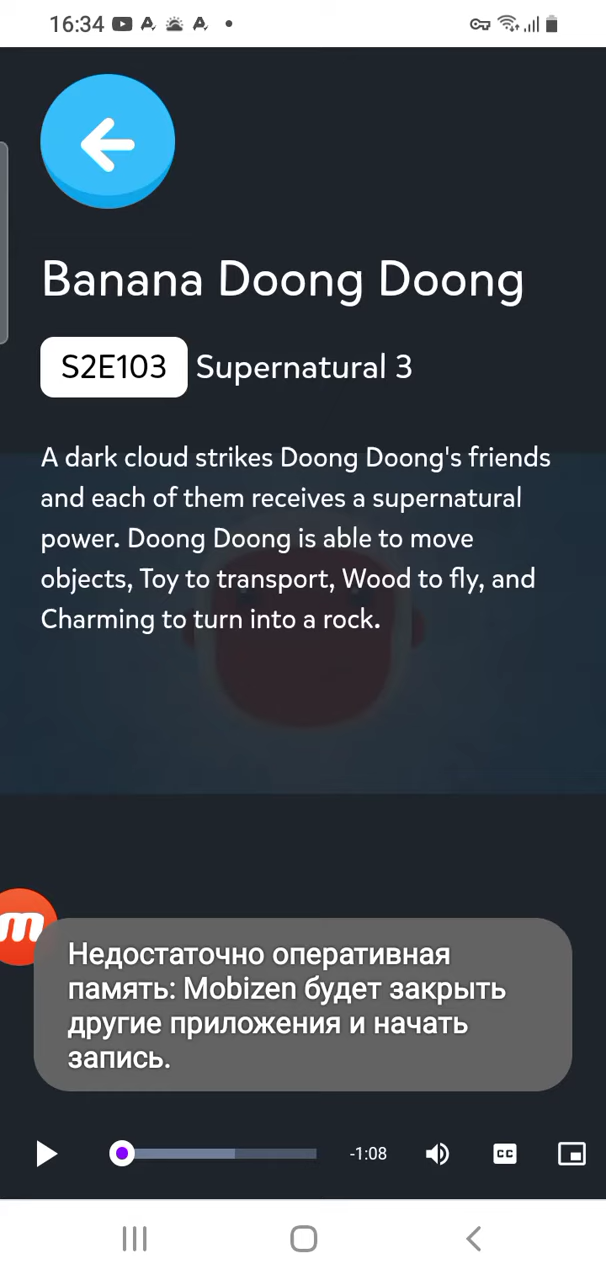 16:34
Banana Doong Doong
S2E103 Supernatural 3
A dark cloud strikes Doong Doong's friends
and each of them receives a supernatural
power. Doong Doong is able to move
objects, Toy to transport, Wood to fly, and
Charming to turn into a rock.
m
Недостаточно оперативная
память: Mobizen будет закрыть
другие приложения и начать
запись.
-1:08 CC